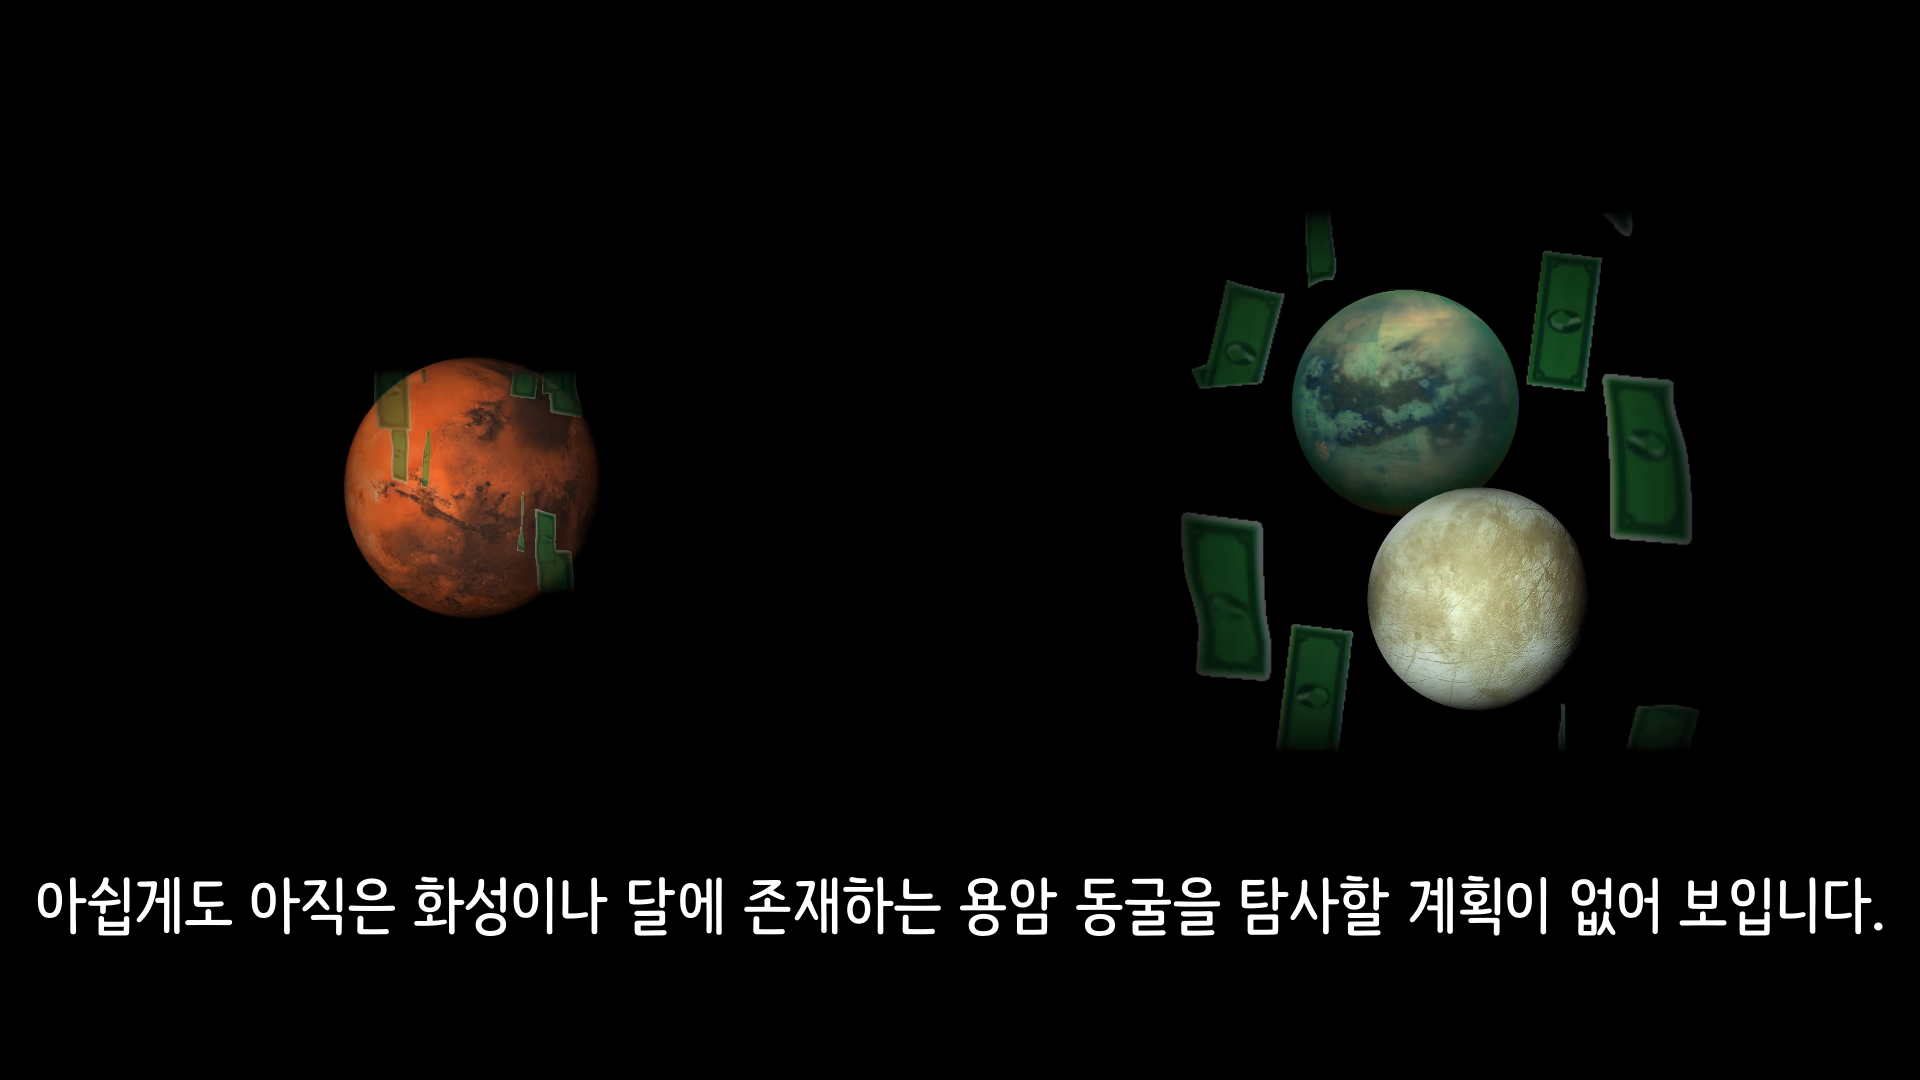 아쉽게도 아직은 화성이나 달에 존재하는 용암 동굴을 탐사할 계획이 없어 보입니다.